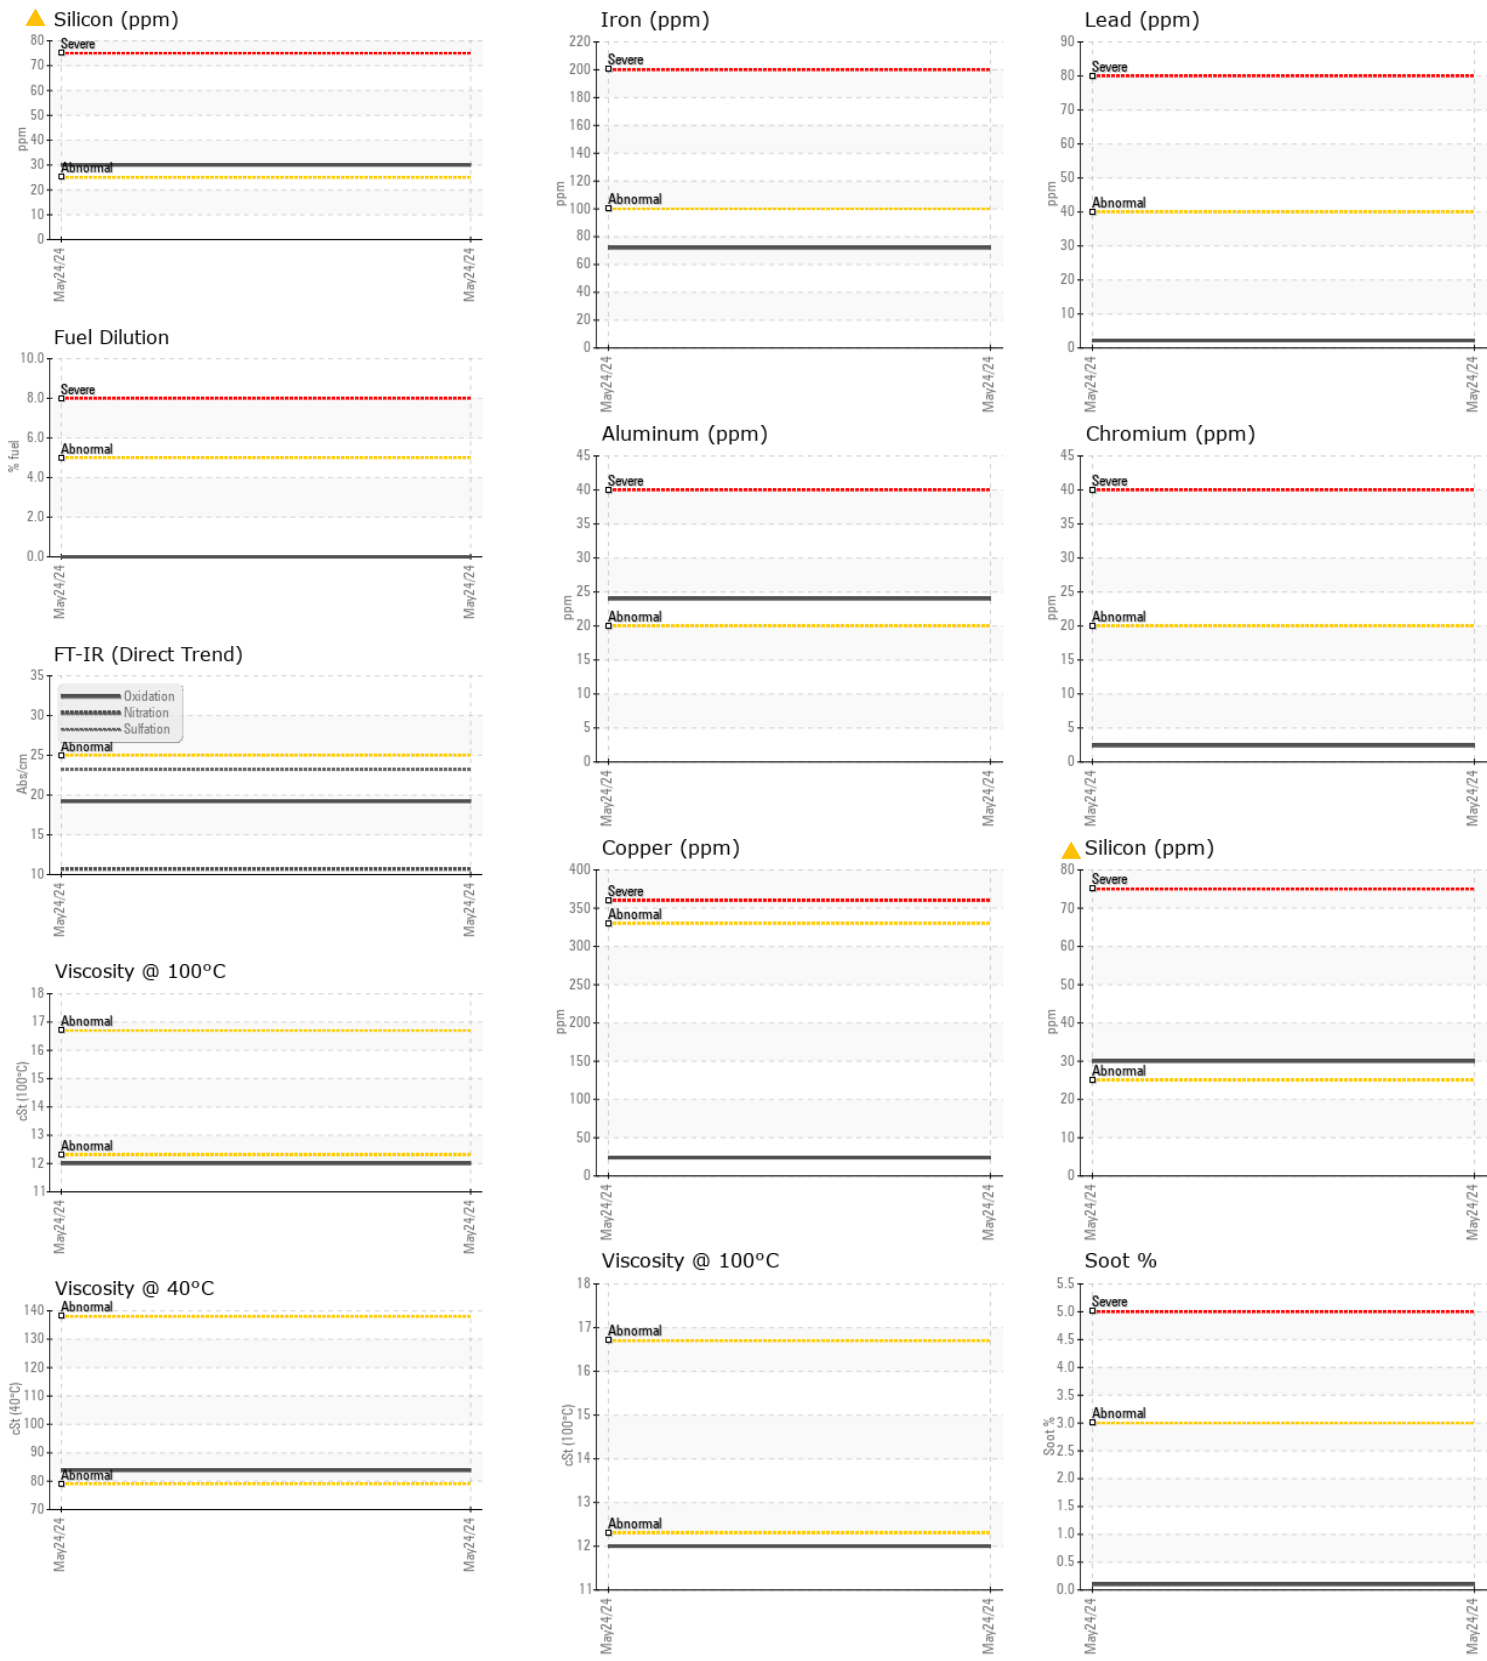 Silicon (ppm)
80
70
60
50
40
30
20
10
0
ppm
Severe
Abnormal
May24/24
May24/24
Fuel Dilution
10.0
8.0
6.0
4.0
2.0
0.0
% fuel
Severe
Abnormal
May24/24
May24/24
FT-IR (Direct Trend)
35
30
25
20
15
10
Abs/cm
Oxidation
Nitration
Sulfation
Abnormal
May24/24
May24/24
Viscosity @ 100°C
18
17
16
15
14
13
12
11
cSt (100°C)
Abnormal
Abnormal
May24/24
May24/24
Viscosity @ 40°C
140
130
120
110
100
90
80
70
cSt (40°C)
Abnormal
Abnormal
May24/24
May24/24
Iron (ppm)
220
200
180
160
140
120
100
80
60
40
20
0
ppm
Severe
Abnormal
May24/24
May24/24
Aluminum (ppm)
45
40
35
30
25
20
15
10
5
0
ppm
Severe
Abnormal
May24/24
May24/24
Copper (ppm)
400
350
300
250
200
150
100
50
0
ppm
Severe
Abnormal
May24/24
May24/24
Viscosity @ 100°C
18
17
16
15
14
13
12
11
cSt (100°C)
Abnormal
Abnormal
May24/24
May24/24
Lead (ppm)
90
80
70
60
50
40
30
20
10
0
ppm
Severe
Abnormal
May24/24
May24/24
Chromium (ppm)
45
40
35
30
25
20
15
10
5
0
ppm
Severe
Abnormal
May24/24
May24/24
Silicon (ppm)
80
70
60
50
40
30
20
10
0
ppm
Severe
Abnormal
May24/24
May24/24
Soot %
5.5
5.0
4.5
4.0
3.5
3.0
2.5
2.0
1.5
1.0
0.5
0.0
Soot %
Severe
Abnormal
May24/24
May24/24